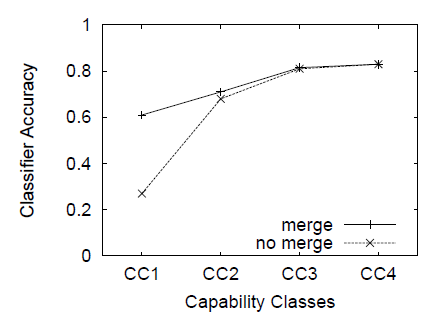 1
0.8
0.6
0.4
0.2
0
Classifier Accuracy
merge
no merge
CC1 CC2 CC3 CC4
Capability Classes